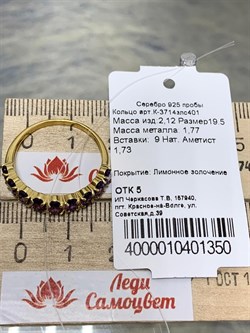 Серебро 925 пробы
Кольцо арт.К-3714злс401
Масса изд:2,12 Размер19.5
Масса металла: 1,77
Вставки: 9 Нат. Аметист
1,73
Покрытие: Лимонное золочение
ОТК 5
ИП Черкасова Т.В, 157940,
пгт. Красное-на-Волге, ул.
Советская,д.39
4000010401350
Леди
Самоцвет
ГОСТ